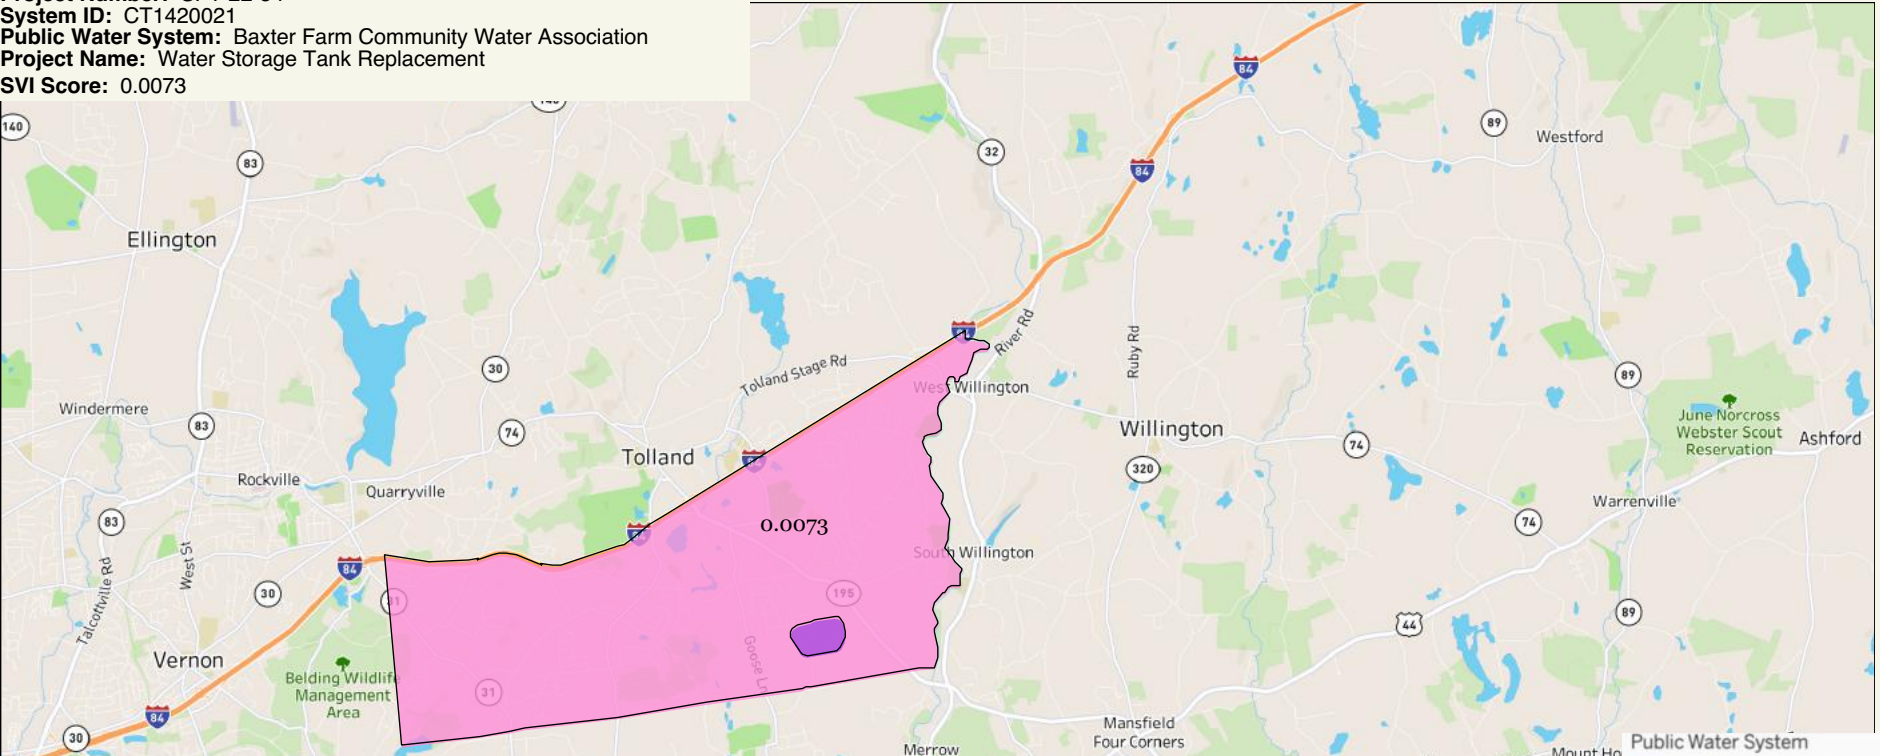 System ID: CT1420021
Public Water System: Baxter Farm Community Water Association
Project Name: Water Storage Tank Replacement
SVI Score: 0.0073
84
140
83
32
89
Westford
84
Ellington
84
River Rd
Ruby Rd
30
Tolland Stage Rd
89
West Willington
Windermere
83
74
Willington
June Norcross
Webster Scout
Reservation
Ashford
74
Tolland
320
Rockville
Quarryville
Warrenville
83
0.0073
74
84
South Willington
West St
Talcottville Rd
84
30
31
195
89
44
Goose Ln
Vernon
Belding Wildlife
Management
Area
31
84
30
Mansfield
Four Corners
Merrow
Public Water System